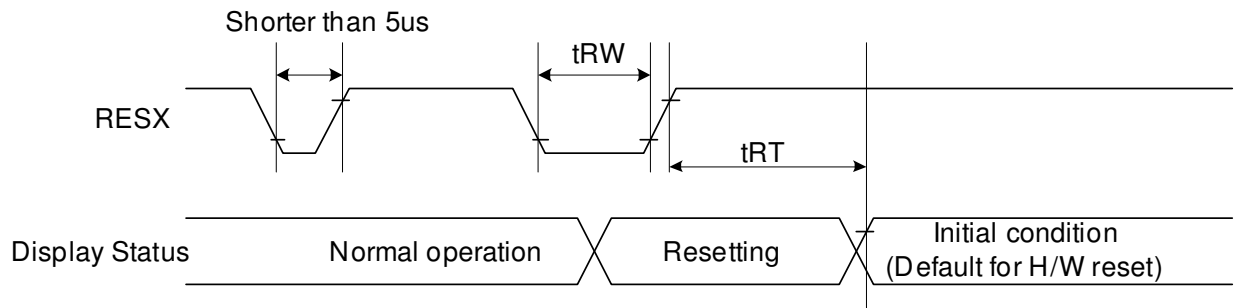 Shorter than 5us
tRW
RESX
tRT
Display Status
Normal operation
Resetting
Initial condition
(Default for H/W reset)